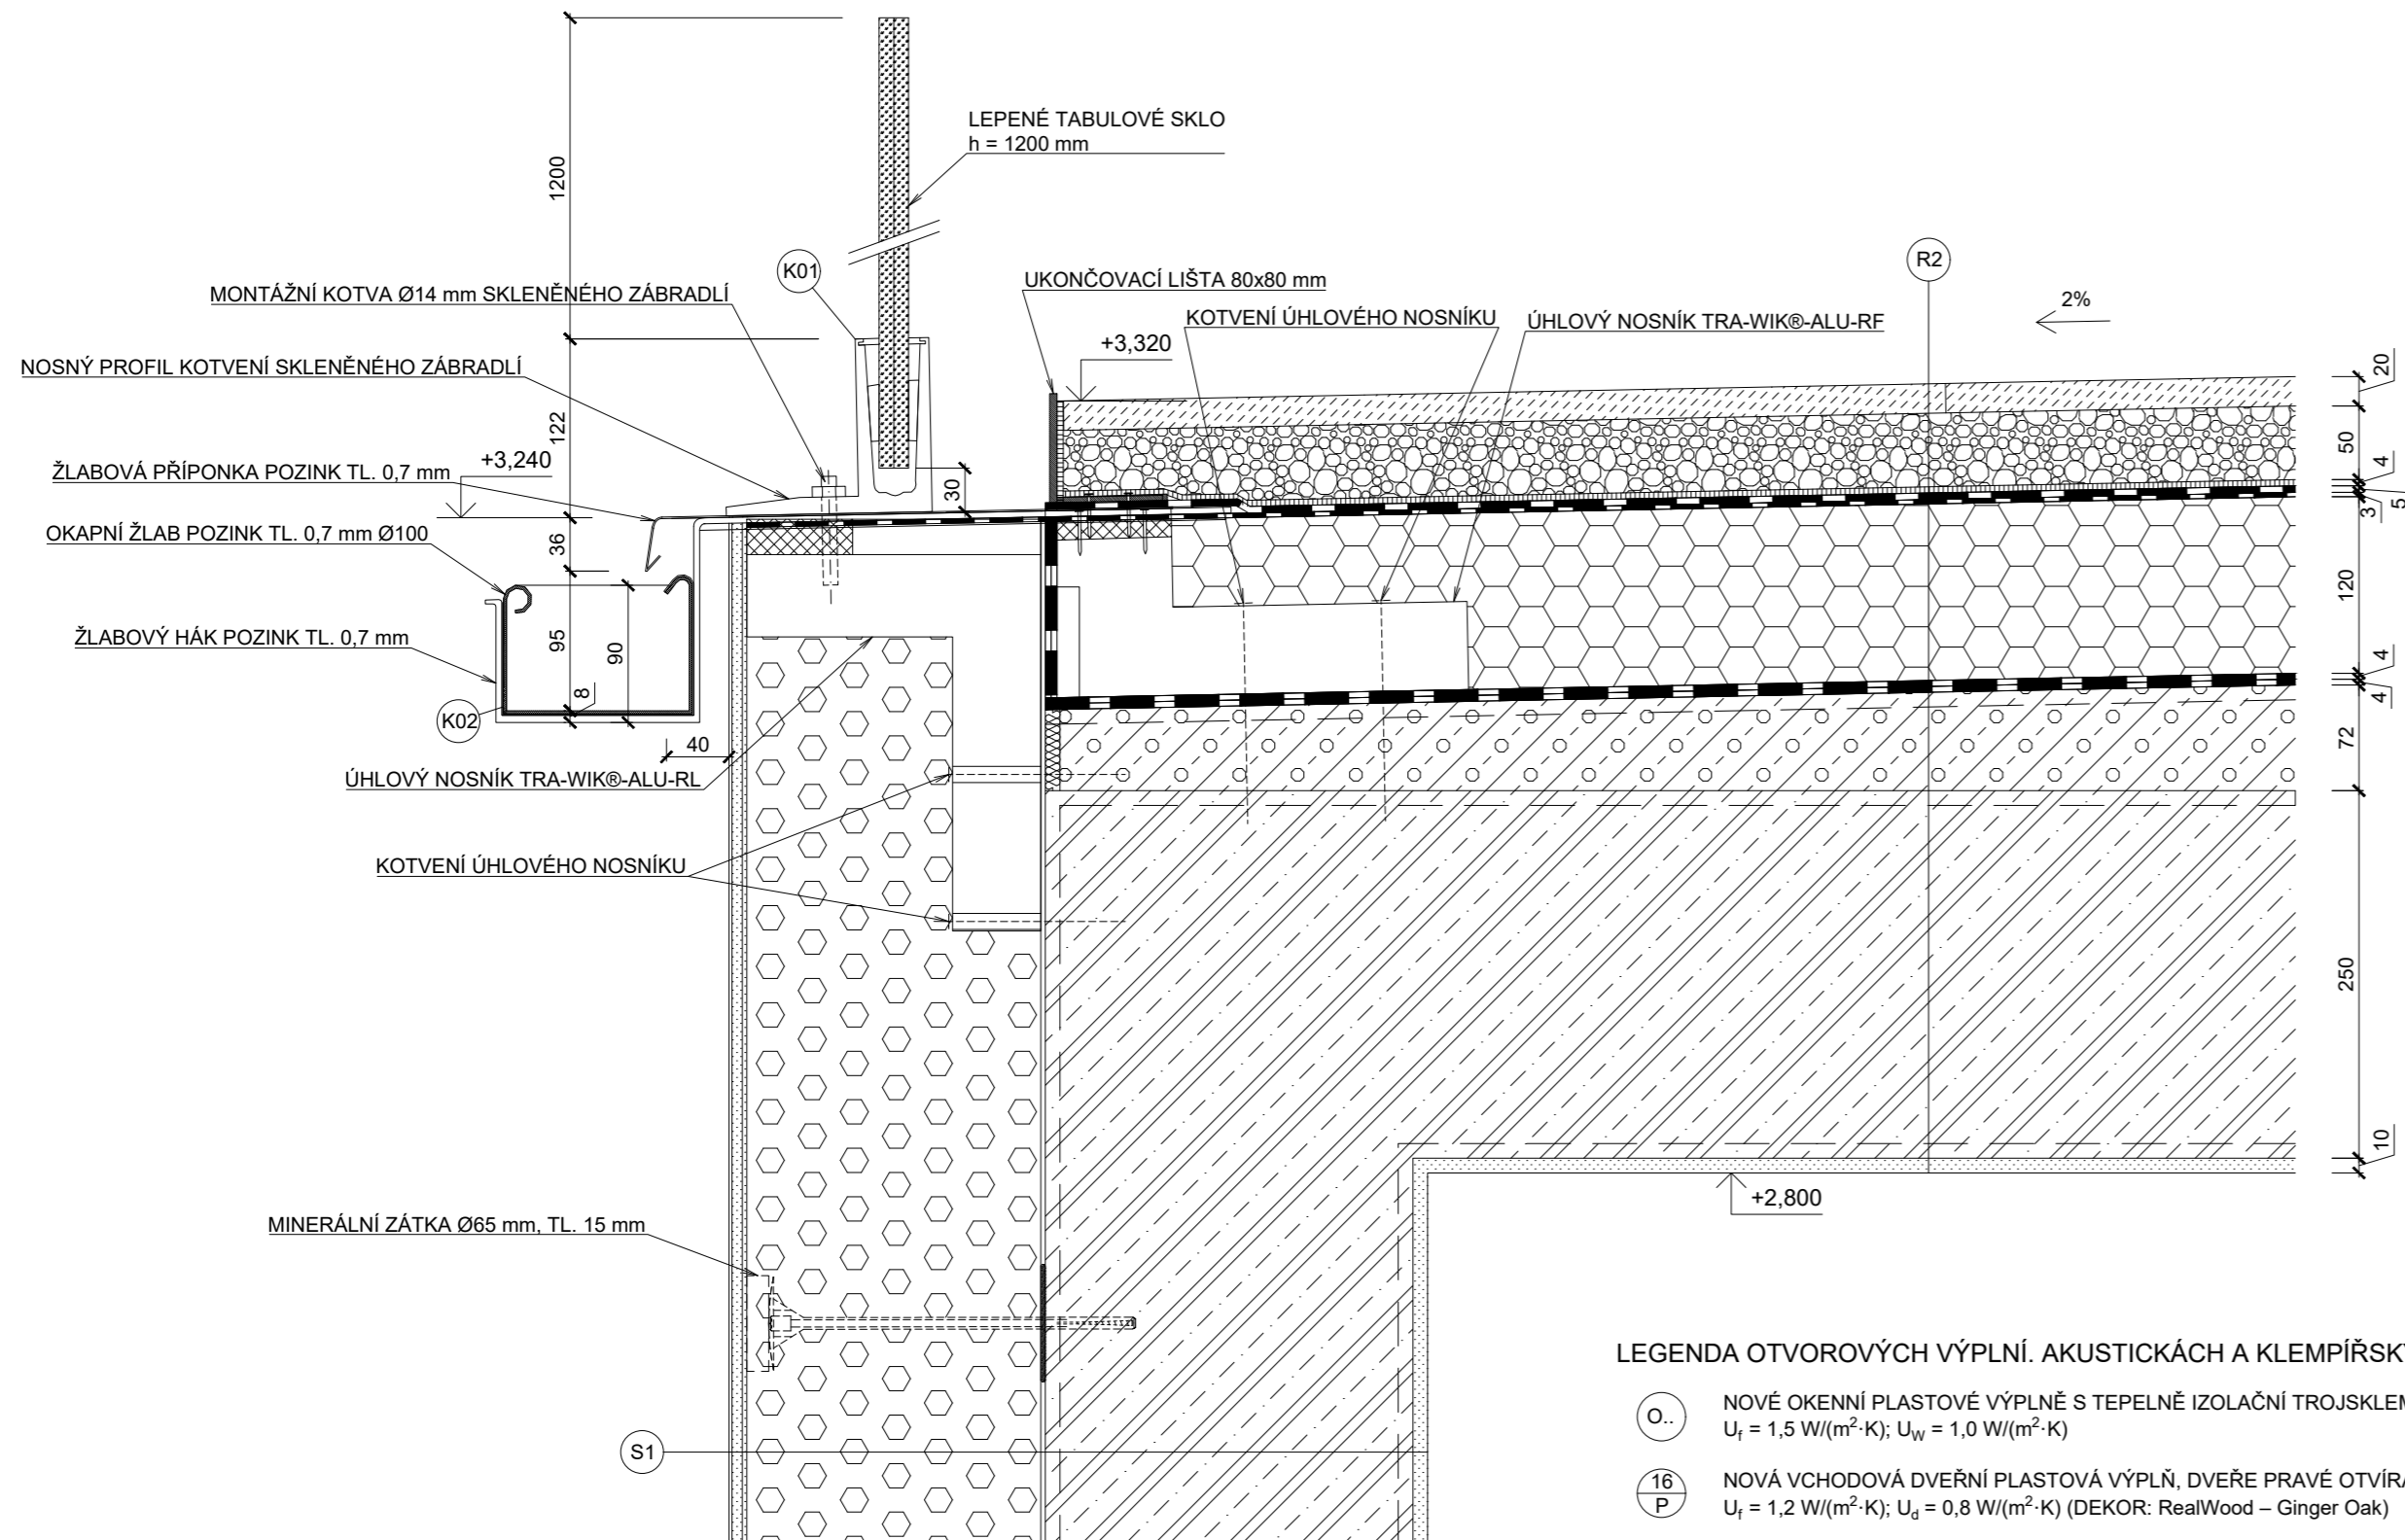 1200
LEPENÉ TABULOVÉ SKLO
h = 1200 mm
K01
R2
MONTÁŽNÍ KOTVA Ø14 mm SKLENĚNÉHO ZÁBRADLÍ
UKONČOVACÍ LIŠTA 80x80 mm
2%
KOTVENÍ ÚHLOVÉHO NOSNÍKU
ÚHLOVÝ NOSNÍK TRA-WIK®-ALU-RF
+3,320
NOSNÝ PROFIL KOTVENÍ SKLENĚNÉHO ZÁBRADLÍ
20
122
50
ŽLABOVÁ PŘÍPONKA POZINK TL. 0,7 mm
+3,240
4
30
5
3
OKAPNÍ ŽLAB POZINK TL. 0,7 mm Ø100
36
120
ŽLABOVÝ HÁK POZINK TL. 0,7 mm
95
90
8
4
4
K02
40
72
ÚHLOVÝ NOSNÍK TRA-WIK®-ALU-RL
KOTVENÍ ÚHLOVÉHO NOSNÍKU
250
10
+2,800
MINERÁLNÍ ZÁTKA Ø65 mm, TL. 15 mm
S1
LEGENDA OTVOROVÝCH VÝPLNÍ. AKUSTICKÁCH A KLEMPÍŘSKÝ
O..
NOVÉ OKENNÍ PLASTOVÉ VÝPLNĚ S TEPELNĚ IZOLAČNÍ TROJSKLEM
U_f = 1,5 W/(m²·K); U_W = 1,0 W/(m²·K)
16
P
NOVÁ VCHODOVÁ DVEŘNÍ PLASTOVÁ VÝPLŇ, DVEŘE PRAVÉ OTVÍRA
U_f = 1,2 W/(m²·K); U_d = 0,8 W/(m²·K) (DEKOR: RealWood – Ginger Oak)